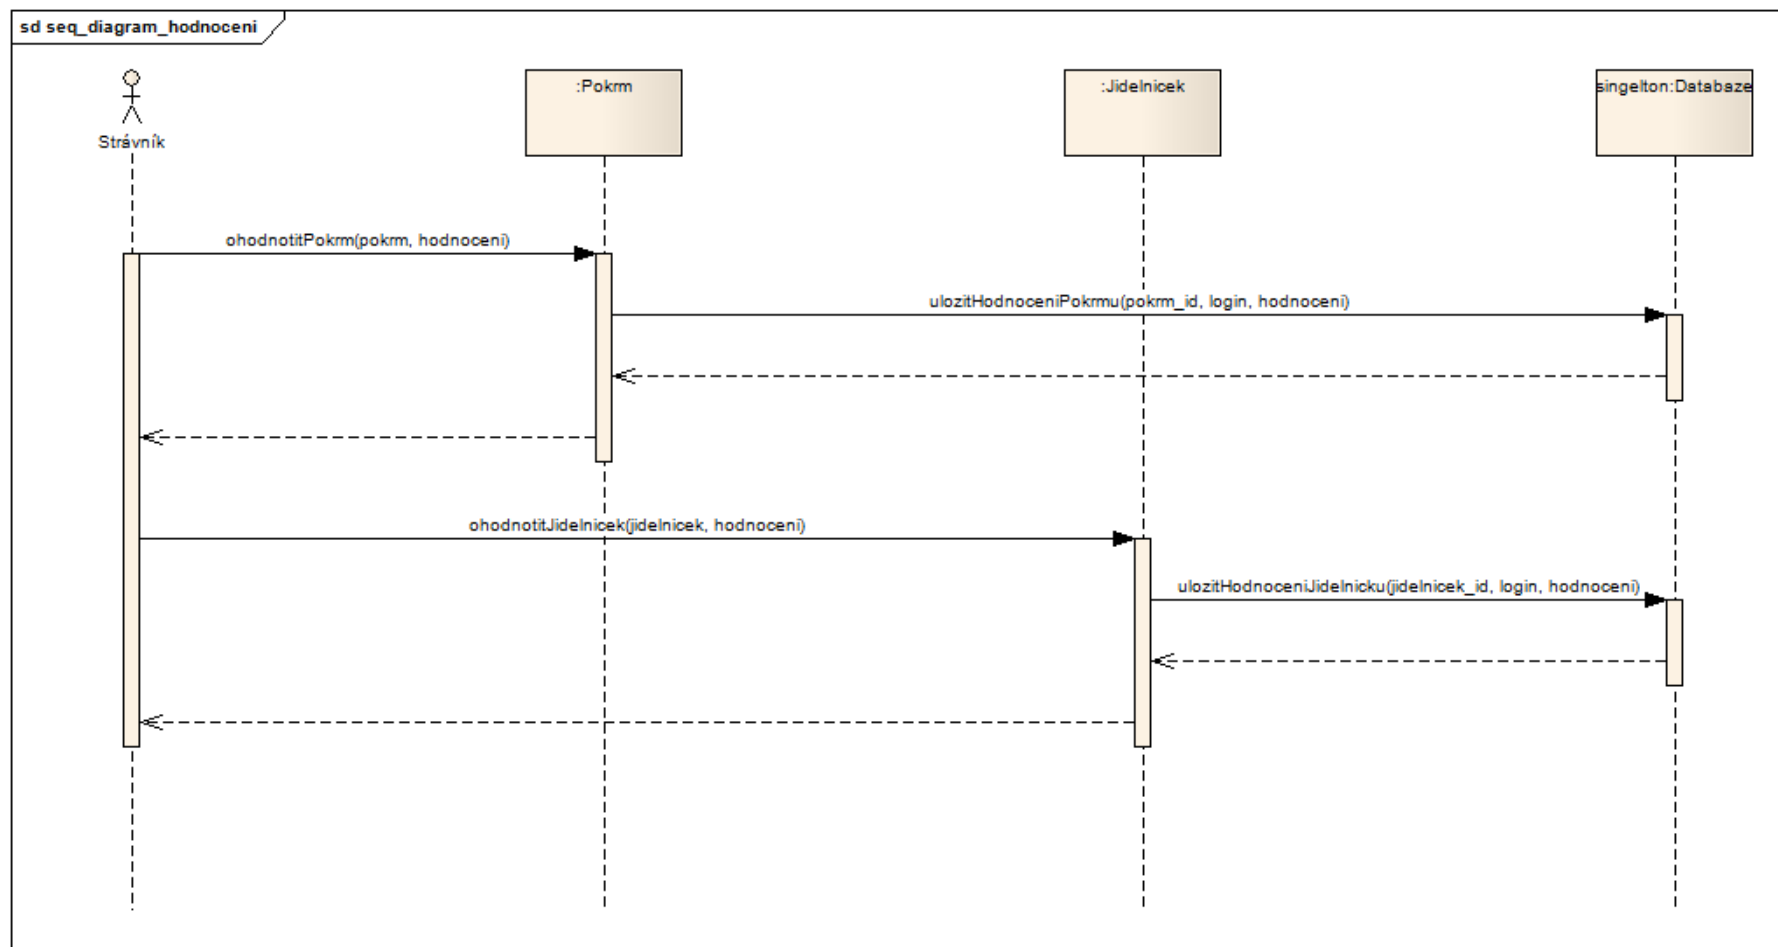 sd seq_diagram_hodnoceni
:Pokrm
:Jidelnicek
singelton:Databaze
Strávník
ohodnotitPokrm(pokrm, hodnoceni)
ulozitHodnoceniPokrmu(pokrm_id, login, hodnoceni)
ohodnotitJidelnicek(jidelnicek, hodnoceni)
ulozitHodnoceniJidelnicku(jidelnicek_id, login, hodnoceni)